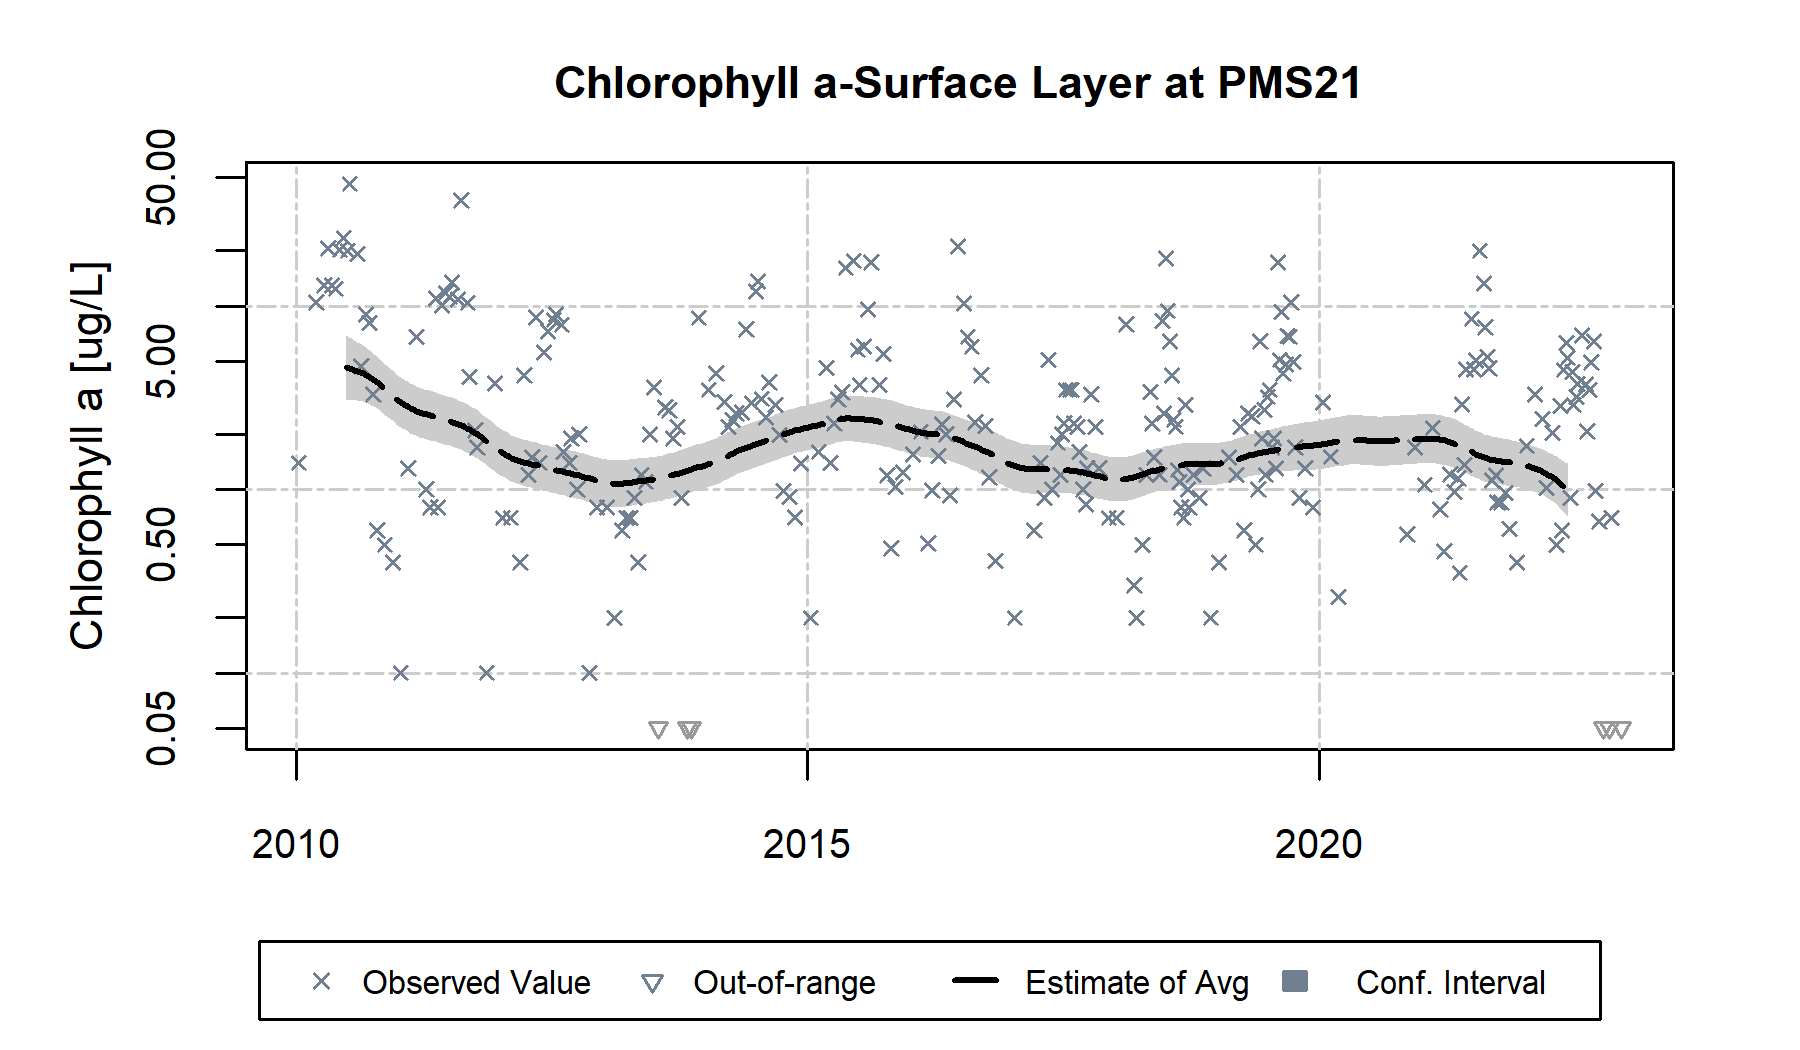 Chlorophyll a-Surface Layer at PMS21
Chlorophyll a [ug/L]
50.00
5.00
0.50
0.05
2010 2015 2020
Observed Value Out-of-range Estimate of Avg Conf. Interval